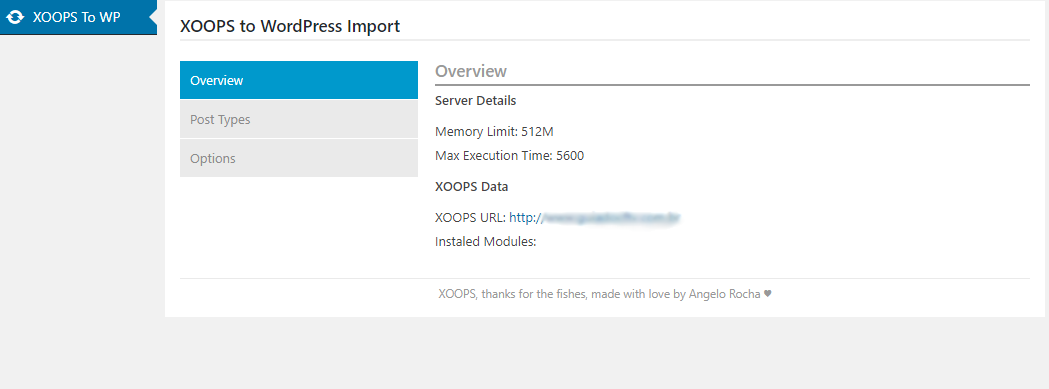 XOOPS To WP
XOOPS to WordPress Import
Overview
Post Types
Options
Overview
Server Details
Memory Limit: 512M
Max Execution Time: 5600
XOOPS Data
XOOPS URL: http://
Instaled Modules:
XOOPS, thanks for the fishes, made with love by Angelo Rocha ♥